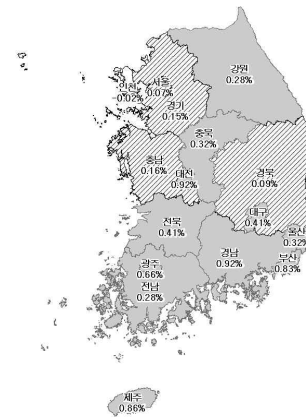 강원
0.28%
서울
0.07%
인천
0.02%
경기
0.15%
충북
0.32%
충남
0.16%
대전
0.92%
경북
0.09%
대구
0.41%
전북
0.41%
울산
0.32%
경남
0.92%
부산
0.83%
광주
0.66%
전남
0.28%
제주
0.86%